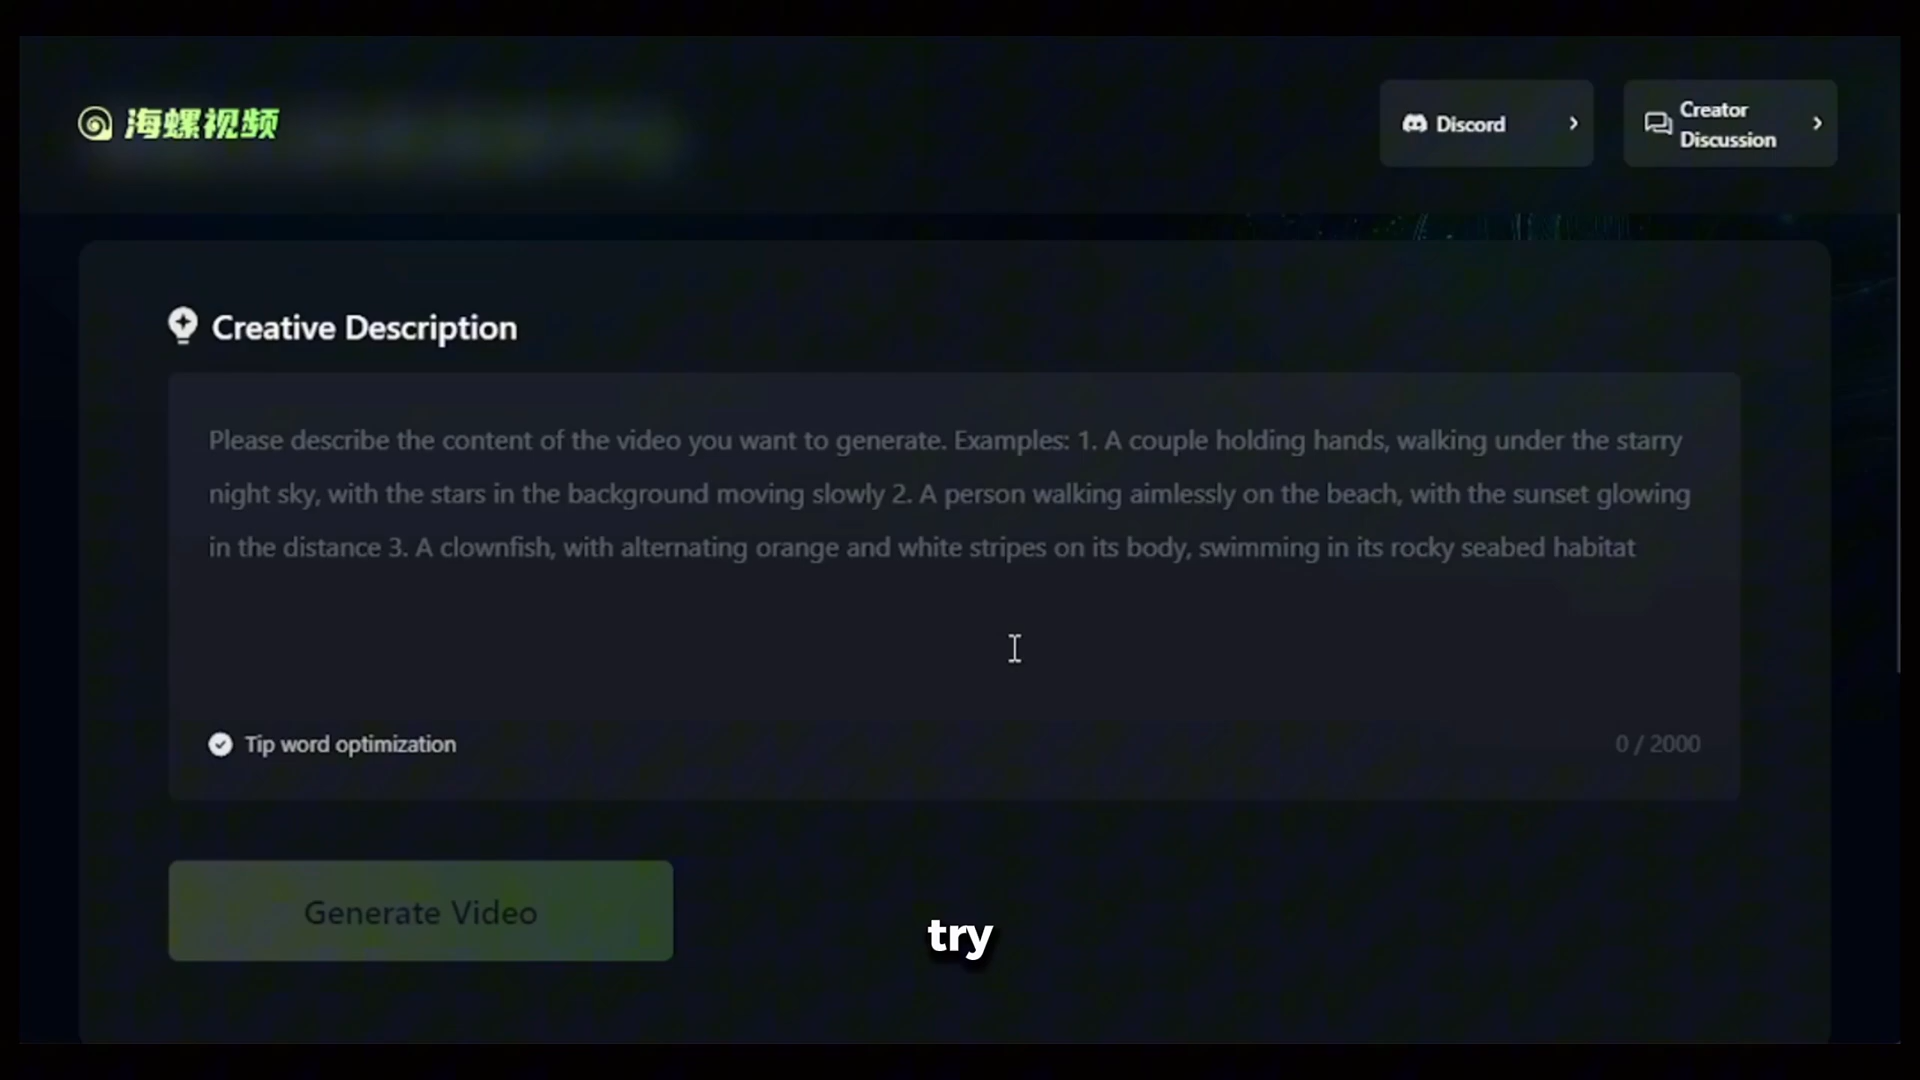 海螺视频
Discord
Creator
Discussion
Creative Description
Please describe the content of the video you want to generate. Examples: 1. A couple holding hands, walking under the starry
night sky, with the stars in the background moving slowly 2. A person walking aimlessly on the beach, with the sunset glowing
in the distance 3. A clownfish, with alternating orange and white stripes on its body, swimming in its rocky seabed habitat
Tip word optimization
0 / 2000
Generate Video
try